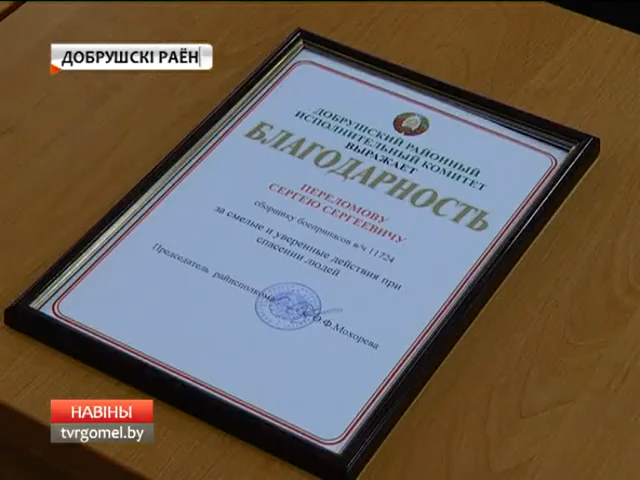 ДОБРУШСКІ РАЁН
ДОБРУШСКИЙ РАЙОННЫЙ
ИСПОЛНИТЕЛЬНЫЙ КОМИТЕТ
ВЫРАЖАЕТ
БЛАГОДАРНОСТЬ
ПЕРЕЛОМОВУ
СЕРГЕЮ СЕРГЕЕВИЧУ
сборщику боеприпасов в/ч 11724
за смелые и уверенные действия при
спасении людей
Председатель райисполкома О.Ф.Мохорева
НАВІНЫ
tvrgomel.by